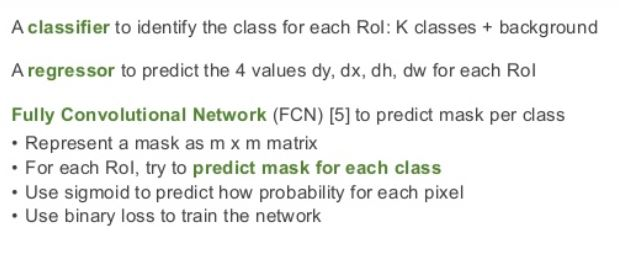 A classifier to identify the class for each RoI: K classes + background
A regressor to predict the 4 values dy, dx, dh, dw for each RoI
Fully Convolutional Network (FCN) [5] to predict mask per class
• Represent a mask as m x m matrix
• For each RoI, try to predict mask for each class
• Use sigmoid to predict how probability for each pixel
• Use binary loss to train the network